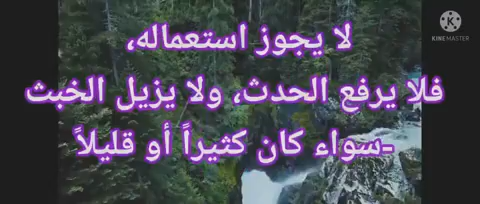 لا يجوز استعماله،
فلا يرفع الحدث، ولا يزيل الخبث
-سواء كان كثيراً أو قليلاً
KINEMASTER